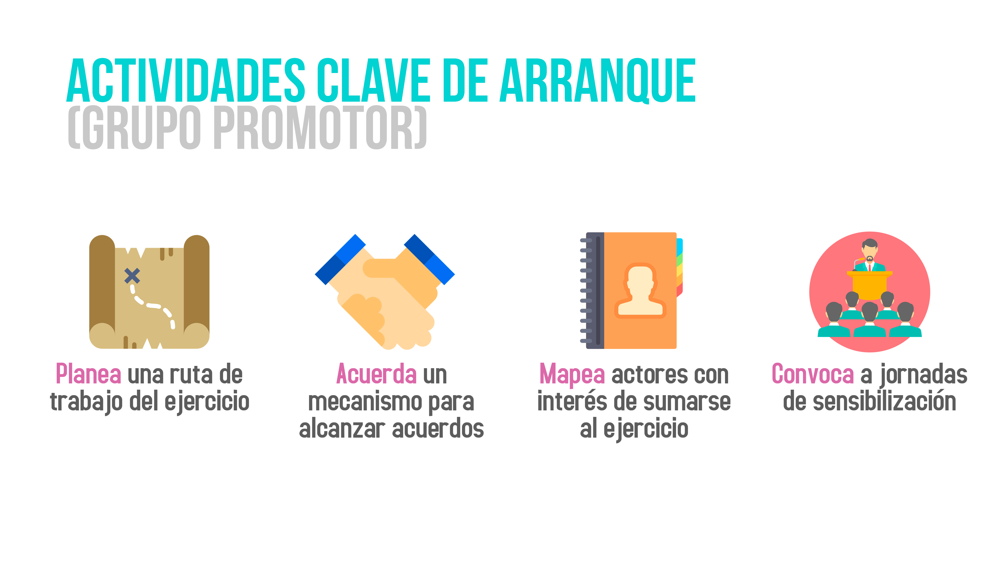 ACTIVIDADES CLAVE DE ARRANQUE
(GRUPO PROMOTOR)
Planea una ruta de
trabajo del ejercicio
Acuerda un
mecanismo para
alcanzar acuerdos
Mapea actores con
interés de sumarse
al ejercicio
Convoca a jornadas
de sensibilización